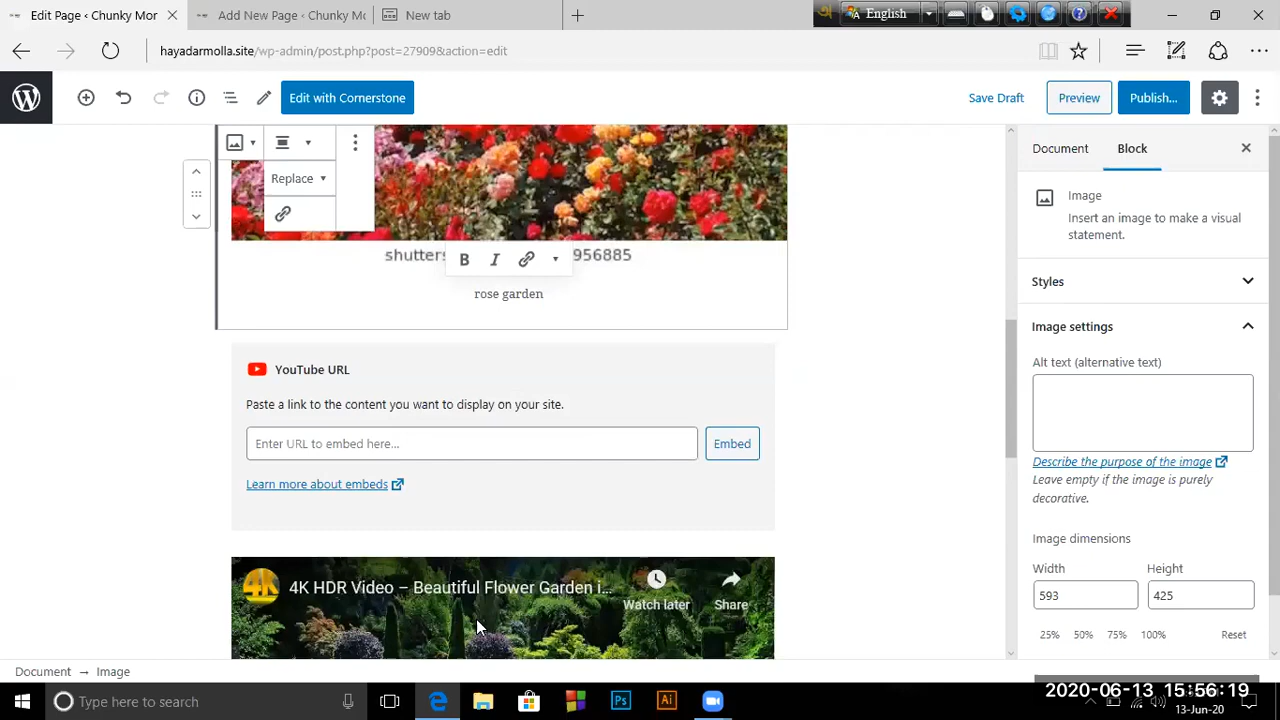 Edit Page ‹ Chunky Mor
Add New Page ‹ Chunky Mo
New tab
English
hayadarmolla.site/wp-admin/post.php?post=27909&action=edit
Edit with Cornerstone
Save Draft
Preview
Publish...
Document
Block
Replace
Image
Insert an image to make a visual
statement.
shutters
956885
B I
rose garden
Styles
Image settings
Alt text (alternative text)
YouTube URL
Paste a link to the content you want to display on your site.
Enter URL to embed here...
Embed
Learn more about embeds
Describe the purpose of the image
Leave empty if the image is purely
decorative.
Image dimensions
Width
Height
593
425
4K
4K HDR Video – Beautiful Flower Garden i...
Watch later
Share
25% 50% 75% 100% Reset
Document → Image
Type here to search
Ps
Ai
2020-06-13 15:56:19
13-Jun-20